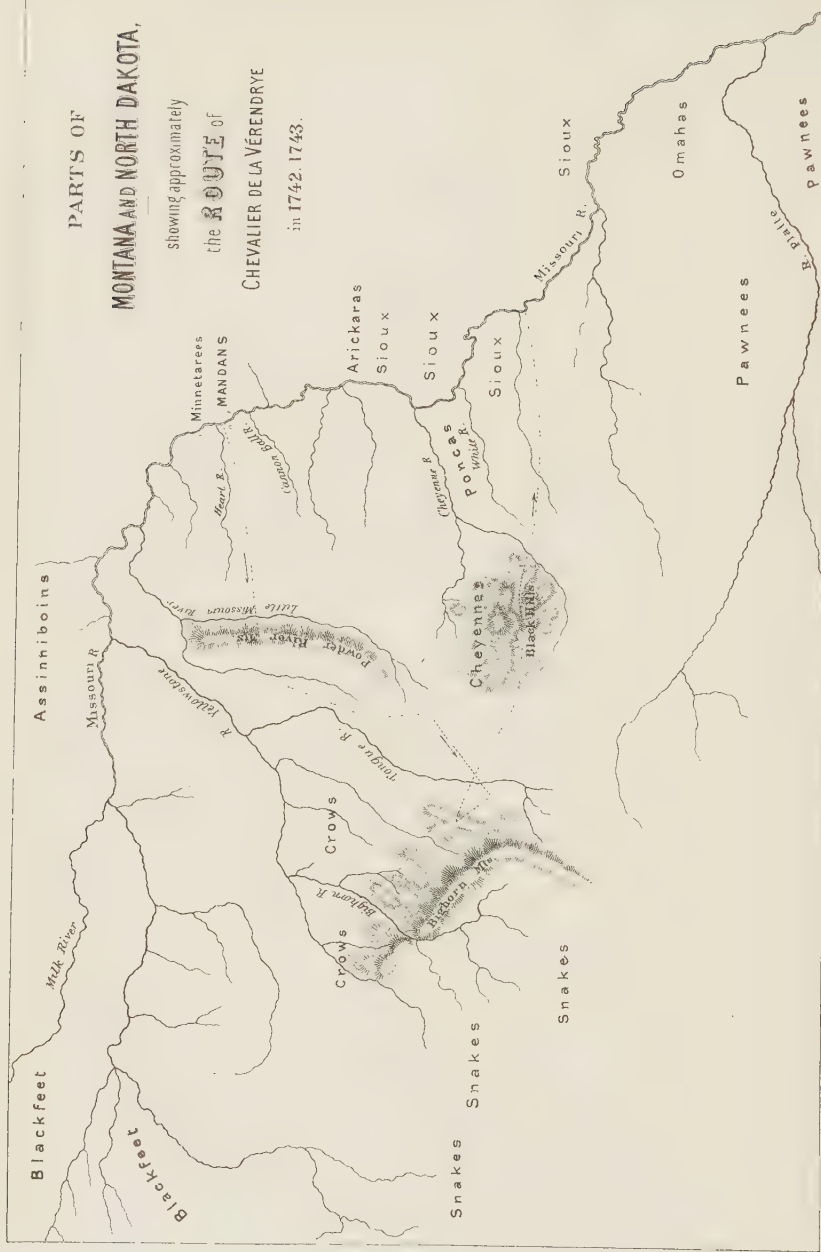 PARTS OF
MONTANA AND NORTH DAKOTA,
showing approximately
the ROUTE of
CHEVALIER DE LA VÉRENDRYE
in 1742.1743.
Blackfeet
Blackfeet
Milk River
Assinniboins
Missouri R
R Yellowstone
Little Missouri River
Powder River Mts
Minnetarees
MANDANS
Heart R.
Cannon Ball R.
Arickaras
Sioux
Sioux
Cheyenne R
Poncas
White R.
Sioux
Missouri R.
Sioux
Omahas
Pawnees
R. Platte
Pawnees
Cheyennes
Black Hills
Tongue R.
Crows
Bighorn R
Crows
Bighorn Mts
Snakes
Snakes
Snakes